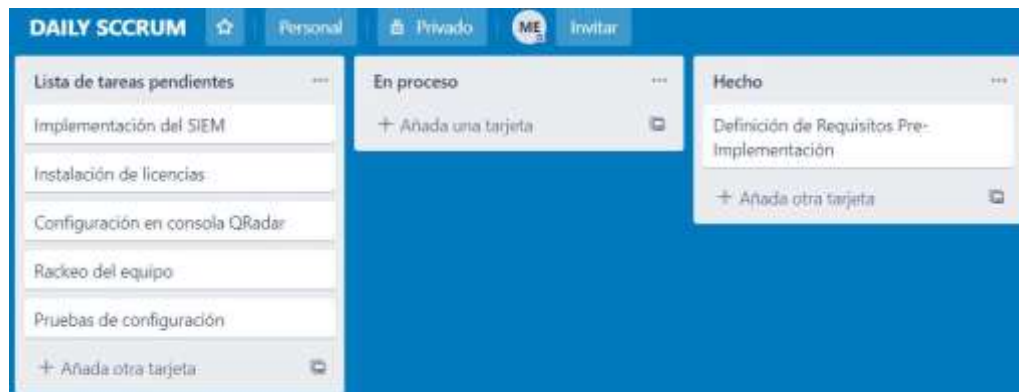 DAILY SCCRUM Personal Privado ME Invitar
Lista de tareas pendientes
Implementación del SIEM
Instalación de licencias
Configuración en consola QRadar
Rackeo del equipo
Pruebas de configuración
+ Añada otra tarjeta
En proceso
+ Añada una tarjeta
Hecho
Definición de Requisitos Pre-
Implementación
+ Añada otra tarjeta